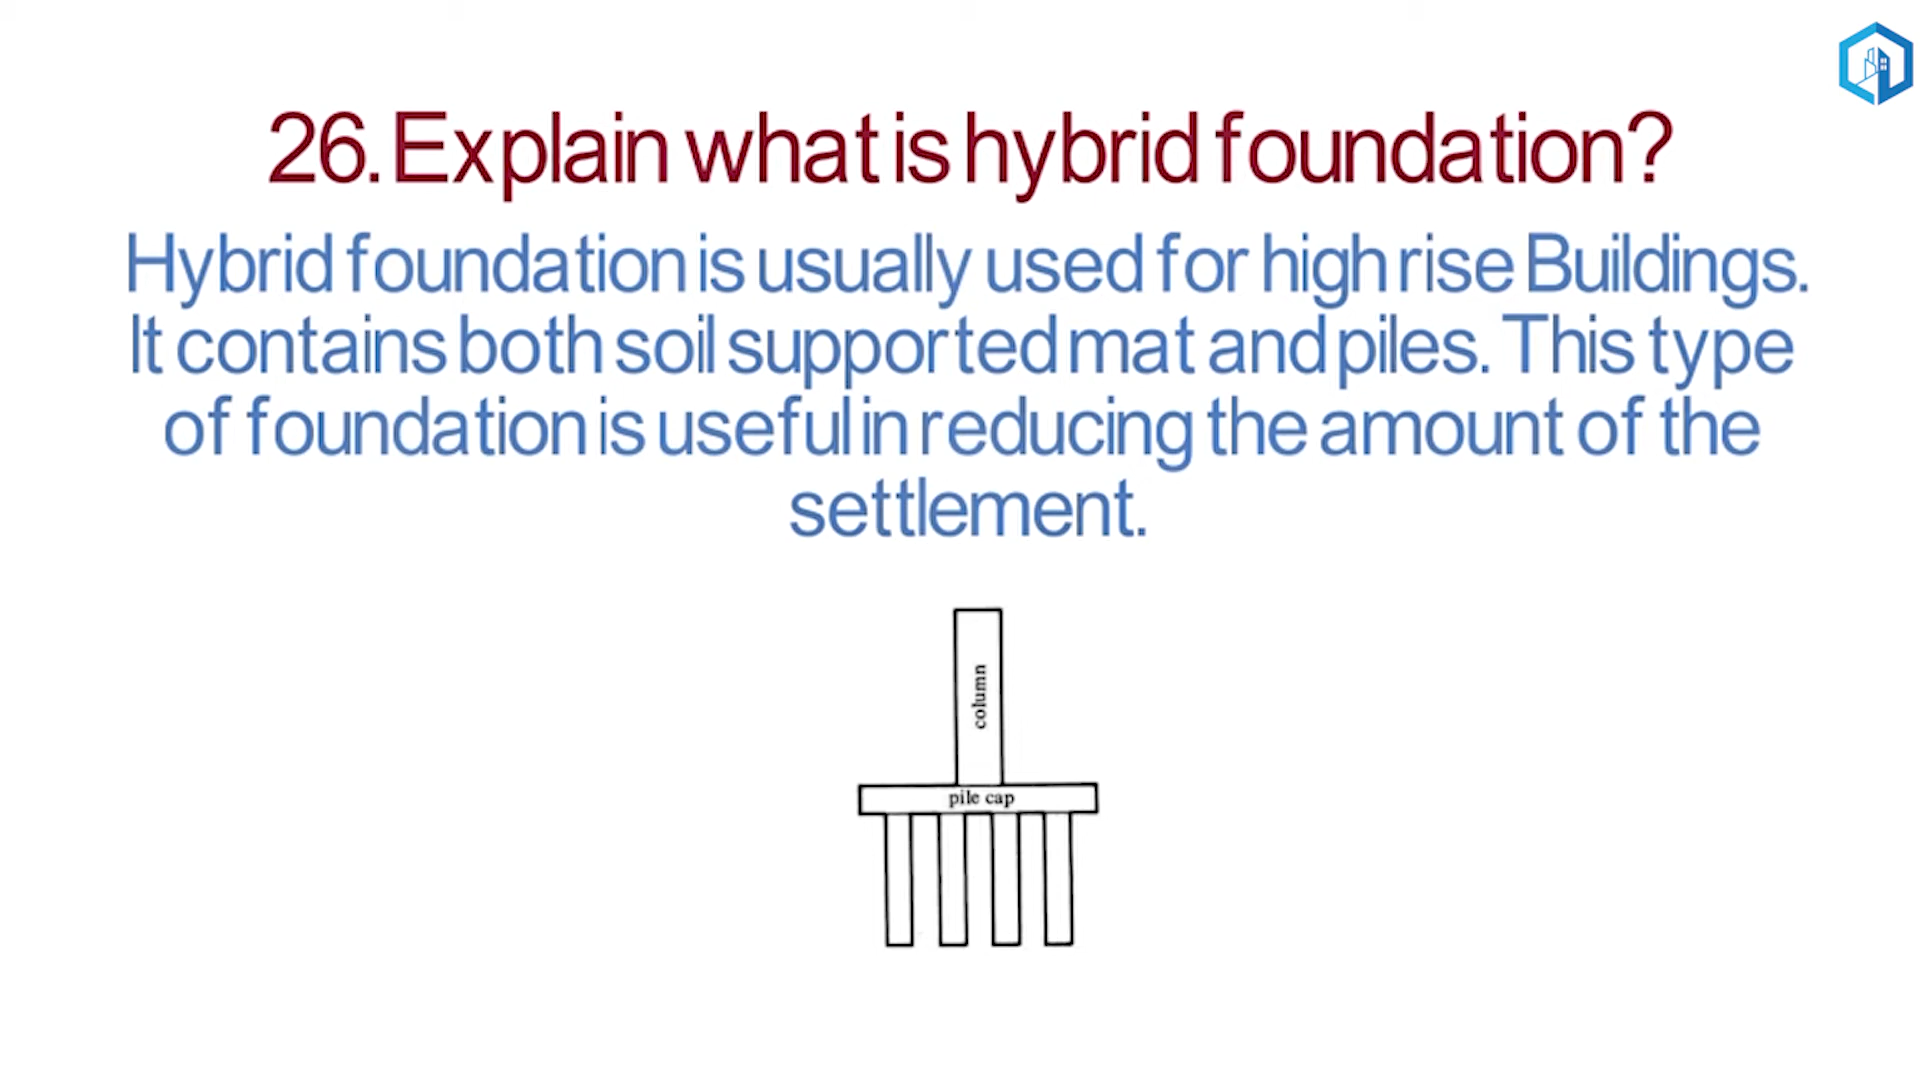 26. Explain what is hybrid foundation?
Hybrid foundation is usually used for high rise Buildings.
It contains both soil supported mat and piles. This type
of foundation is useful in reducing the amount of the
settlement.
column
pile cap